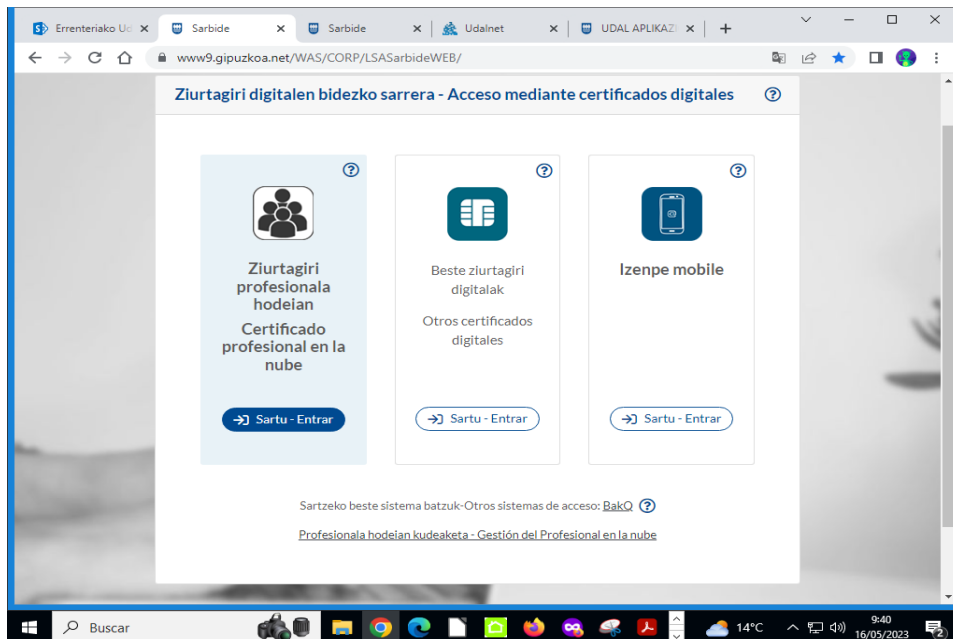 Errenteriako Ud
Sarbide
Sarbide
Udalnet
UDAL APLIKAZI
www9.gipuzkoa.net/WAS/CORP/LSASarbideWEB/
Ziurtagiri digitalen bidezko sarrera - Acceso mediante certificados digitales
Ziurtagiri
profesionala
hodeian
Certificado
profesional en la
nube
Sartu - Entrar
Beste ziurtagiri
digitalak
Otros certificados
digitales
Sartu - Entrar
Izenpe mobile
Sartu - Entrar
Sartzeko beste sistema batzuk-Otros sistemas de acceso: BakQ
Profesionala hodeian kudeaketa - Gestión del Profesional en la nube
Buscar
14°C
9:40
16/05/2023
2